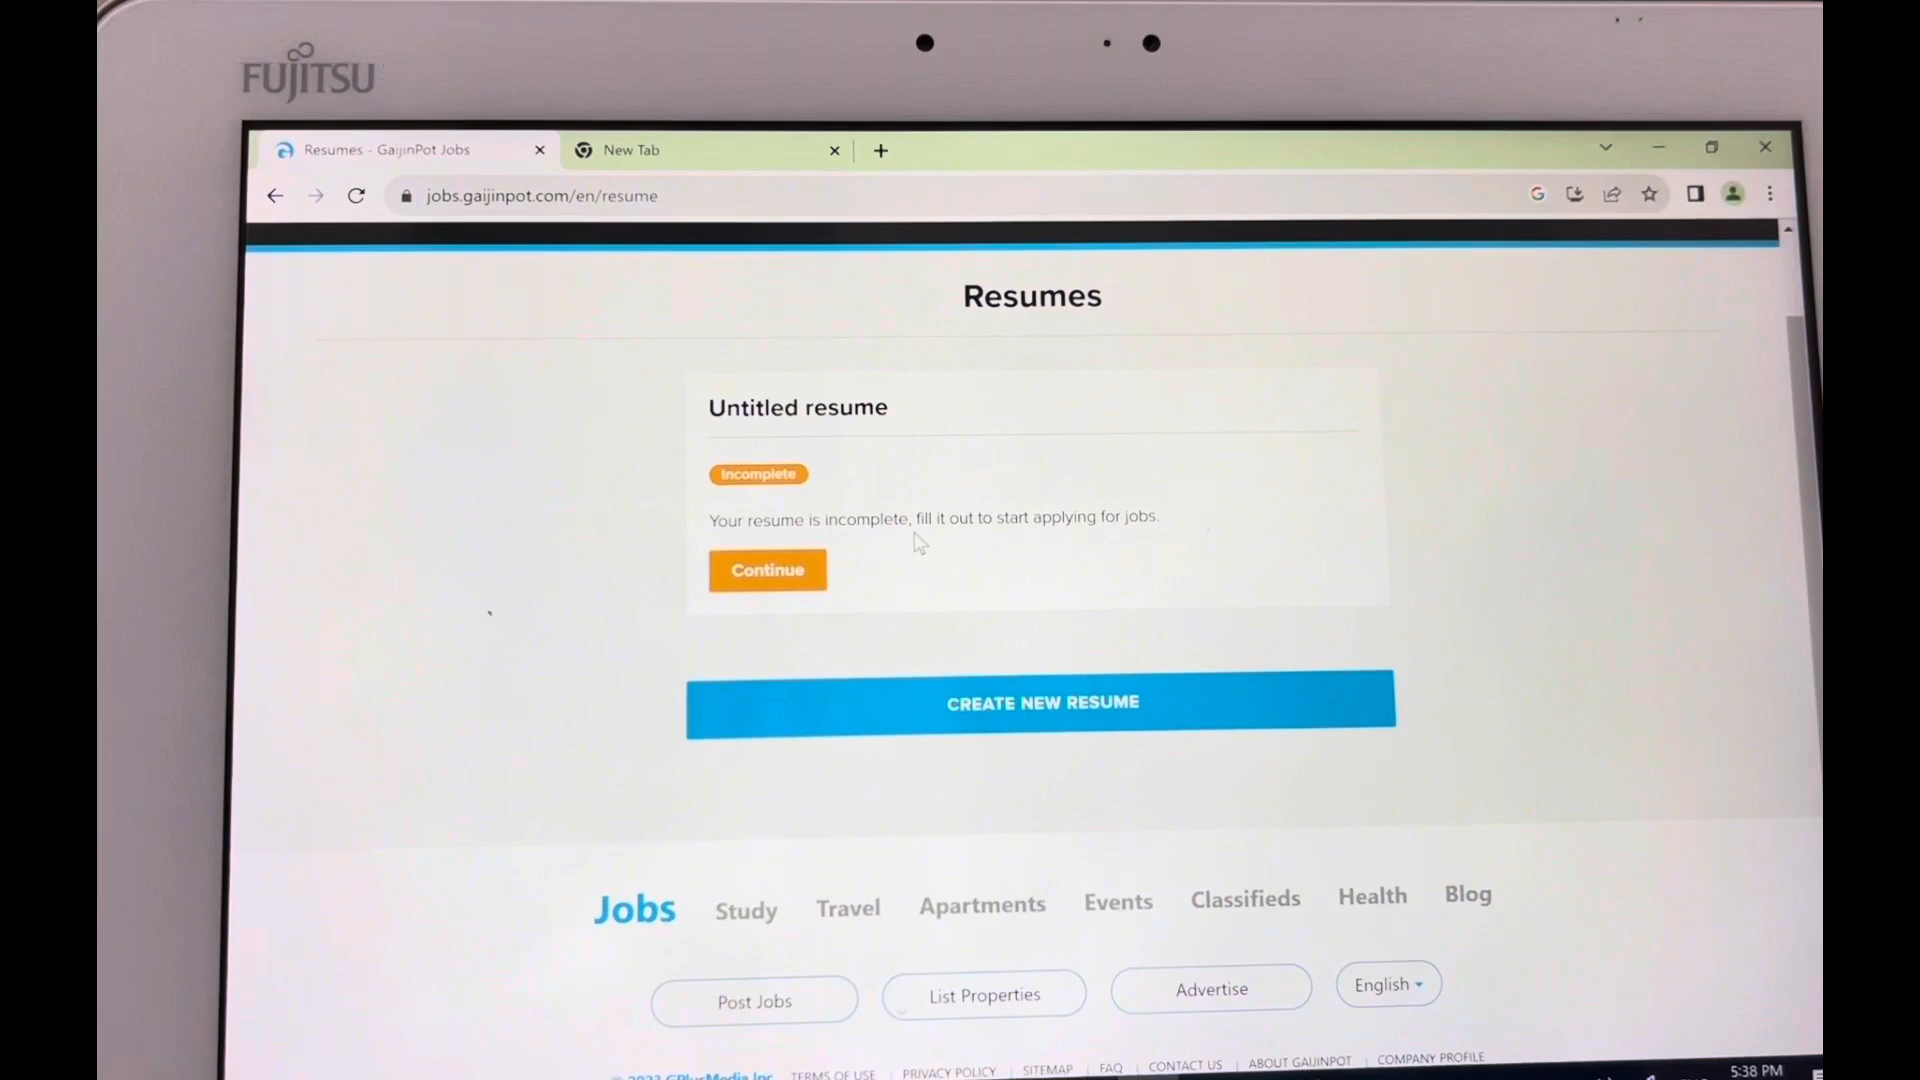 FUJITSU
Resumes - GaijinPot Jobs
New Tab
jobs.gaijinpot.com/en/resume
Resumes
Untitled resume
Incomplete
Your resume is incomplete, fill it out to start applying for jobs.
Continue
CREATE NEW RESUME
Jobs Study Travel Apartments Events Classifieds Health Blog
Post Jobs List Properties Advertise English
GPlusMedia Inc TERMS OF USE PRIVACY POLICY SITEMAP FAQ CONTACT US ABOUT GAIJINPOT COMPANY PROFILE
5:38 PM